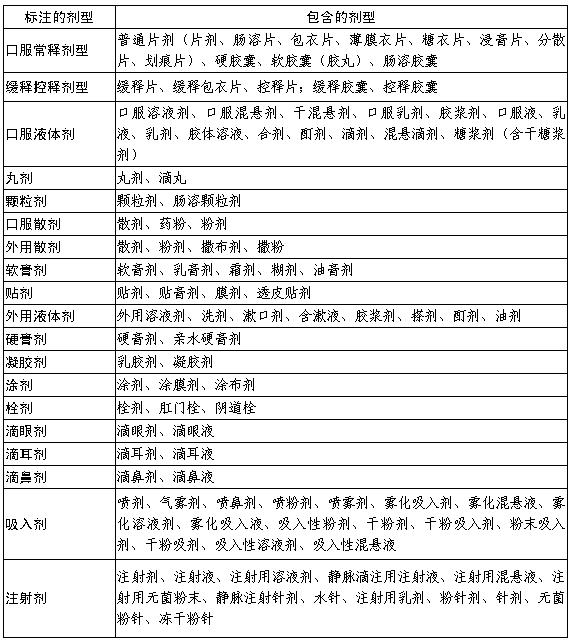 标注的剂型 包含的剂型
口服常释剂型 普通片剂（片剂、肠溶片、包衣片、薄膜衣片、糖衣片、浸膏片、分散
片、划痕片）、硬胶囊、软胶囊（胶丸）、肠溶胶囊
缓释控释剂型 缓释片、缓释包衣片、控释片；缓释胶囊、控释胶囊
口服液体剂 口服溶液剂、口服混悬剂、干混悬剂、口服乳剂、胶浆剂、口服液、乳
液、乳剂、胶体溶液、合剂、酊剂、滴剂、混悬滴剂、糖浆剂（含干糖浆
剂）
丸剂 丸剂、滴丸
颗粒剂 颗粒剂、肠溶颗粒剂
口服散剂 散剂、药粉、粉剂
外用散剂 散剂、粉剂、撒布剂、撒粉
软膏剂 软膏剂、乳膏剂、霜剂、糊剂、油膏剂
贴剂 贴剂、贴膏剂、膜剂、透皮贴剂
外用液体剂 外用溶液剂、洗剂、漱口剂、含漱液、胶浆剂、搽剂、酊剂、油剂
硬膏剂 硬膏剂、亲水硬膏剂
凝胶剂 乳胶剂、凝胶剂
涂剂 涂剂、涂膜剂、涂布剂
栓剂 栓剂、肛门栓、阴道栓
滴眼剂 滴眼剂、滴眼液
滴耳剂 滴耳剂、滴耳液
滴鼻剂 滴鼻剂、滴鼻液
吸入剂 喷剂、气雾剂、喷鼻剂、喷粉剂、喷雾剂、雾化吸入剂、雾化混悬液、雾
化溶液剂、雾化吸入液、吸入性粉剂、干粉剂、干粉吸入剂、粉末吸入
剂、干粉吸剂、吸入性溶液剂、吸入性混悬液
注射剂 注射剂、注射液、注射用溶液剂、静脉滴注用注射液、注射用混悬液、注
射用无菌粉末、静脉注射针剂、水针、注射用乳剂、粉针剂、针剂、无菌
粉针、冻干粉针